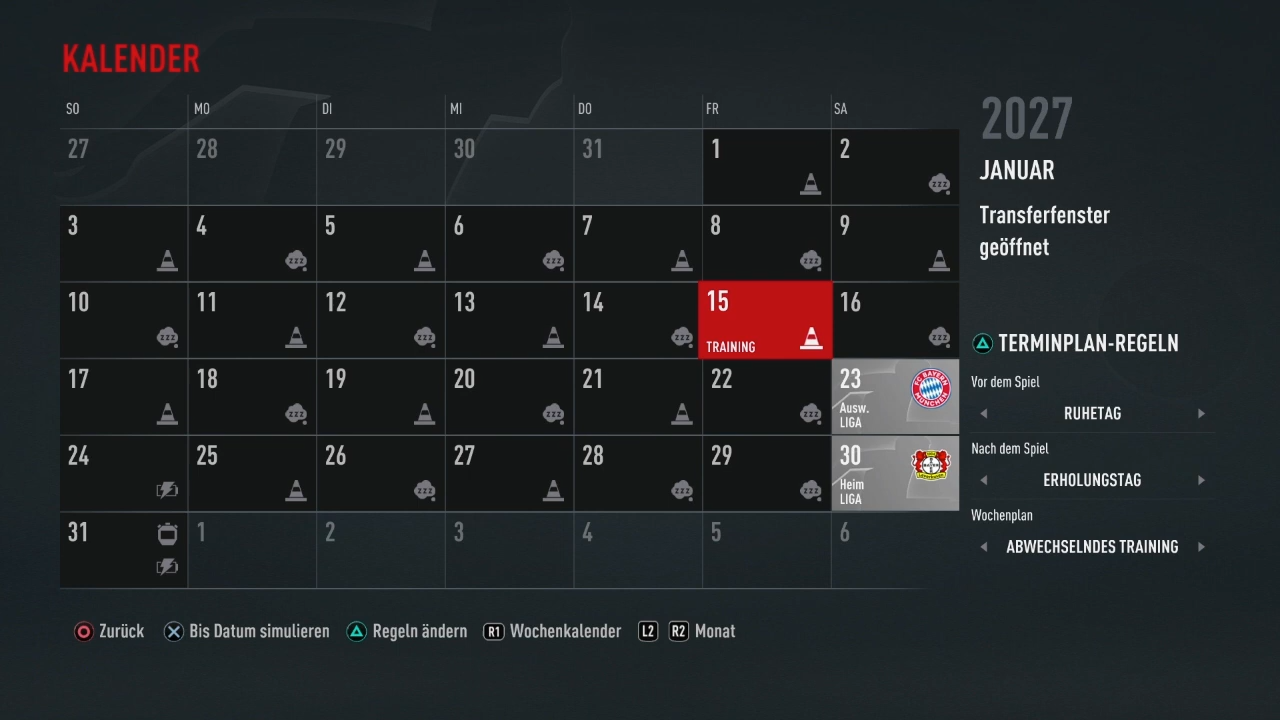 KALENDER
SO MO DI MI DO FR SA
27 28 29 30 31 1 2
3 4 5 6 7 8 9
10 11 12 13 14 15 16
TRAINING
17 18 19 20 21 22 23
Ausw.
LIGA
24 25 26 27 28 29 30
Heim
LIGA
31 1 2 3 4 5 6
2027
JANUAR
Transferfenster
geöffnet
TERMINPLAN-REGELN
Vor dem Spiel
RUHETAG
Nach dem Spiel
ERHOLUNGSTAG
Wochenplan
ABWECHSELNDES TRAINING
Zurück Bis Datum simulieren Regeln ändern R1 Wochenkalender L2 R2 Monat
FC BAYERN
MÜNCHEN